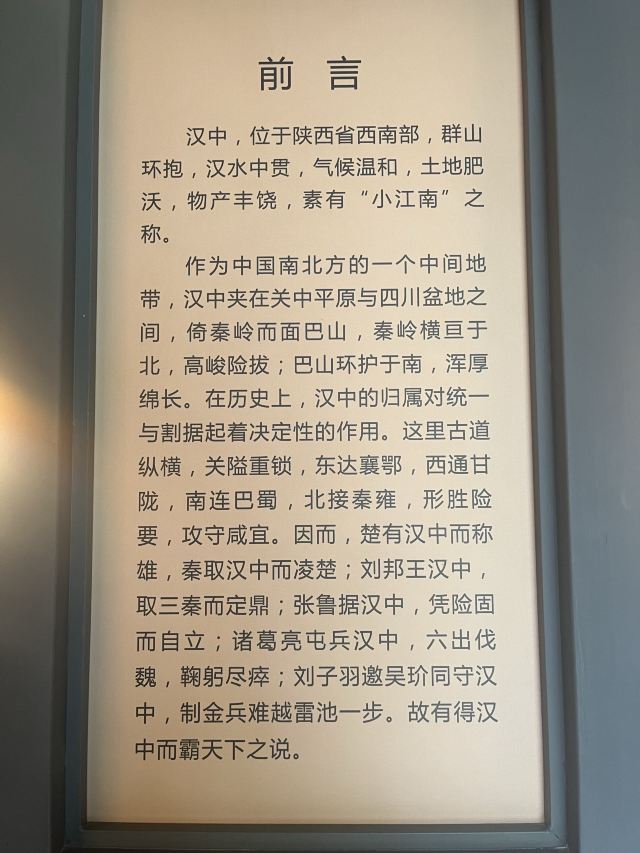 前 言
汉中，位于陕西省西南部，群山
环抱，汉水中贯，气候温和，土地肥
沃，物产丰饶，素有“小江南”之
称。
作为中国南北方的一个中间地
带，汉中夹在关中平原与四川盆地之
间，倚秦岭而面巴山，秦岭横亘于
北，高峻险拔；巴山环护于南，浑厚
绵长。在历史上，汉中的归属对统一
与割据起着决定性的作用。这里古道
纵横，关隘重锁，东达襄鄂，西通甘
陇，南连巴蜀，北接秦雍，形胜险
要，攻守咸宜。因而，楚有汉中而称
雄，秦取汉中而凌楚；刘邦王汉中，
取三秦而定鼎；张鲁据汉中，凭险固
而自立；诸葛亮屯兵汉中，六出伐
魏，鞠躬尽瘁；刘子羽邀吴玠同守汉
中，制金兵难越雷池一步。故有得汉
中而霸天下之说。